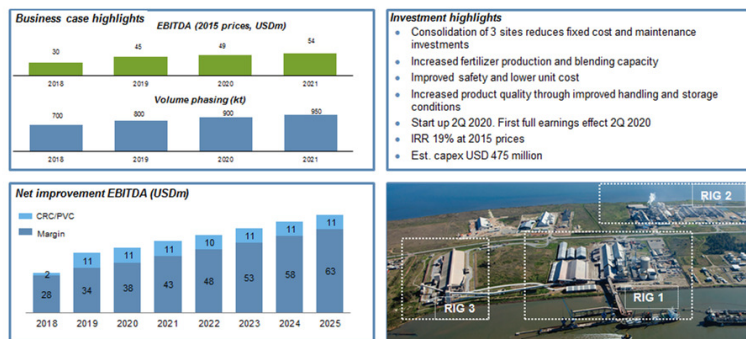 Business case highlights
EBITDA (2015 prices, USDm)
30 45 49 54
2018 2019 2020 2021
Volume phasing (kt)
700 800 900 950
2018 2019 2020 2021
Investment highlights
Consolidation of 3 sites reduces fixed cost and maintenance
investments
Increased fertilizer production and blending capacity
Improved safety and lower unit cost
Increased product quality through improved handling and storage
conditions
Start up 2Q 2020. First full earnings effect 2Q 2020
IRR 19% at 2015 prices
Est. capex USD 475 million
Net improvement EBITDA (USDm)
CRC/PVC
Margin
2 11 11 11 10 11 11 11
28 34 38 43 48 53 58 63
2018 2019 2020 2021 2022 2023 2024 2025
RIG 2
RIG 3
RIG 1